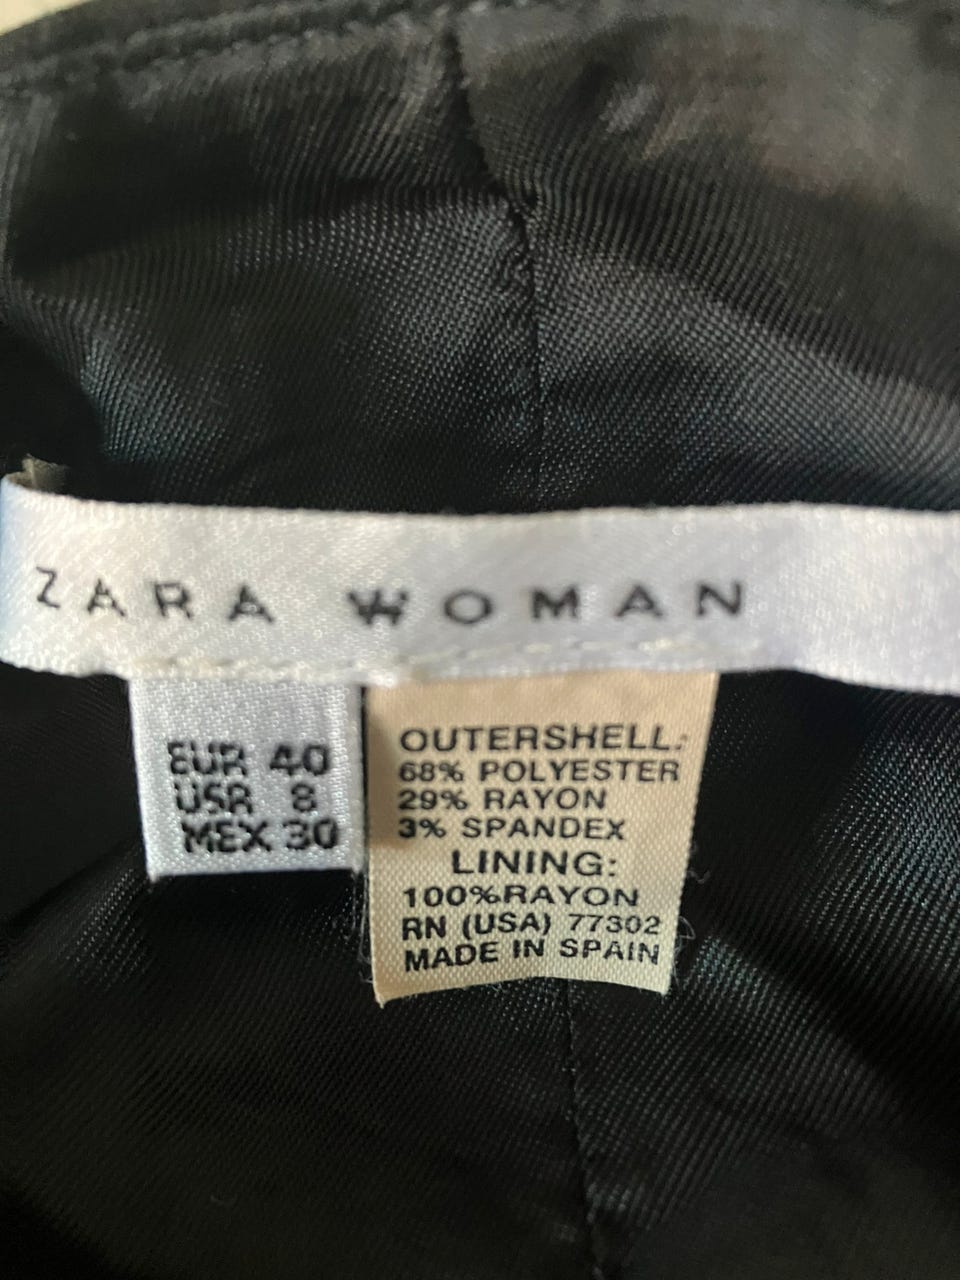 ZARA WOMAN
EUR 40
USA 8
MEX 30
OUTERSHELL:
68% POLYESTER
29% RAYON
3% SPANDEX
LINING:
100%RAYON
RN (USA) 77302
MADE IN SPAIN